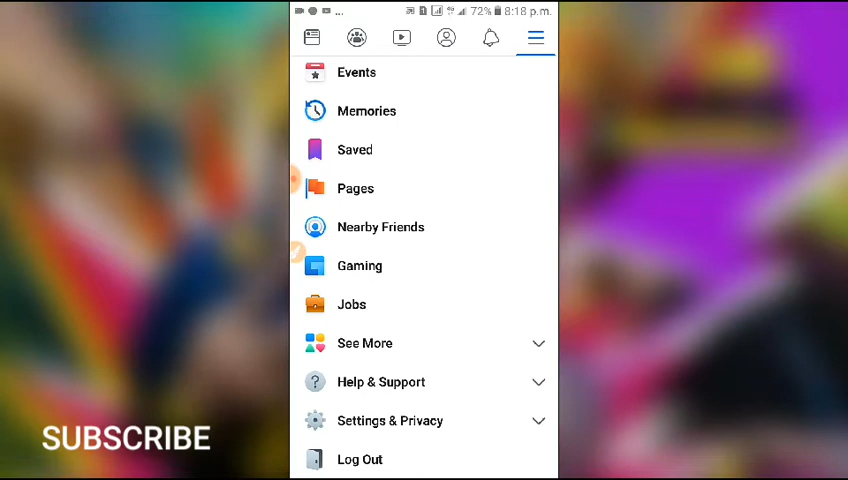 ... 72% 8:18 p.m.
Events
Memories
Saved
Pages
Nearby Friends
Gaming
Jobs
See More
Help & Support
Settings & Privacy
Log Out
SUBSCRIBE